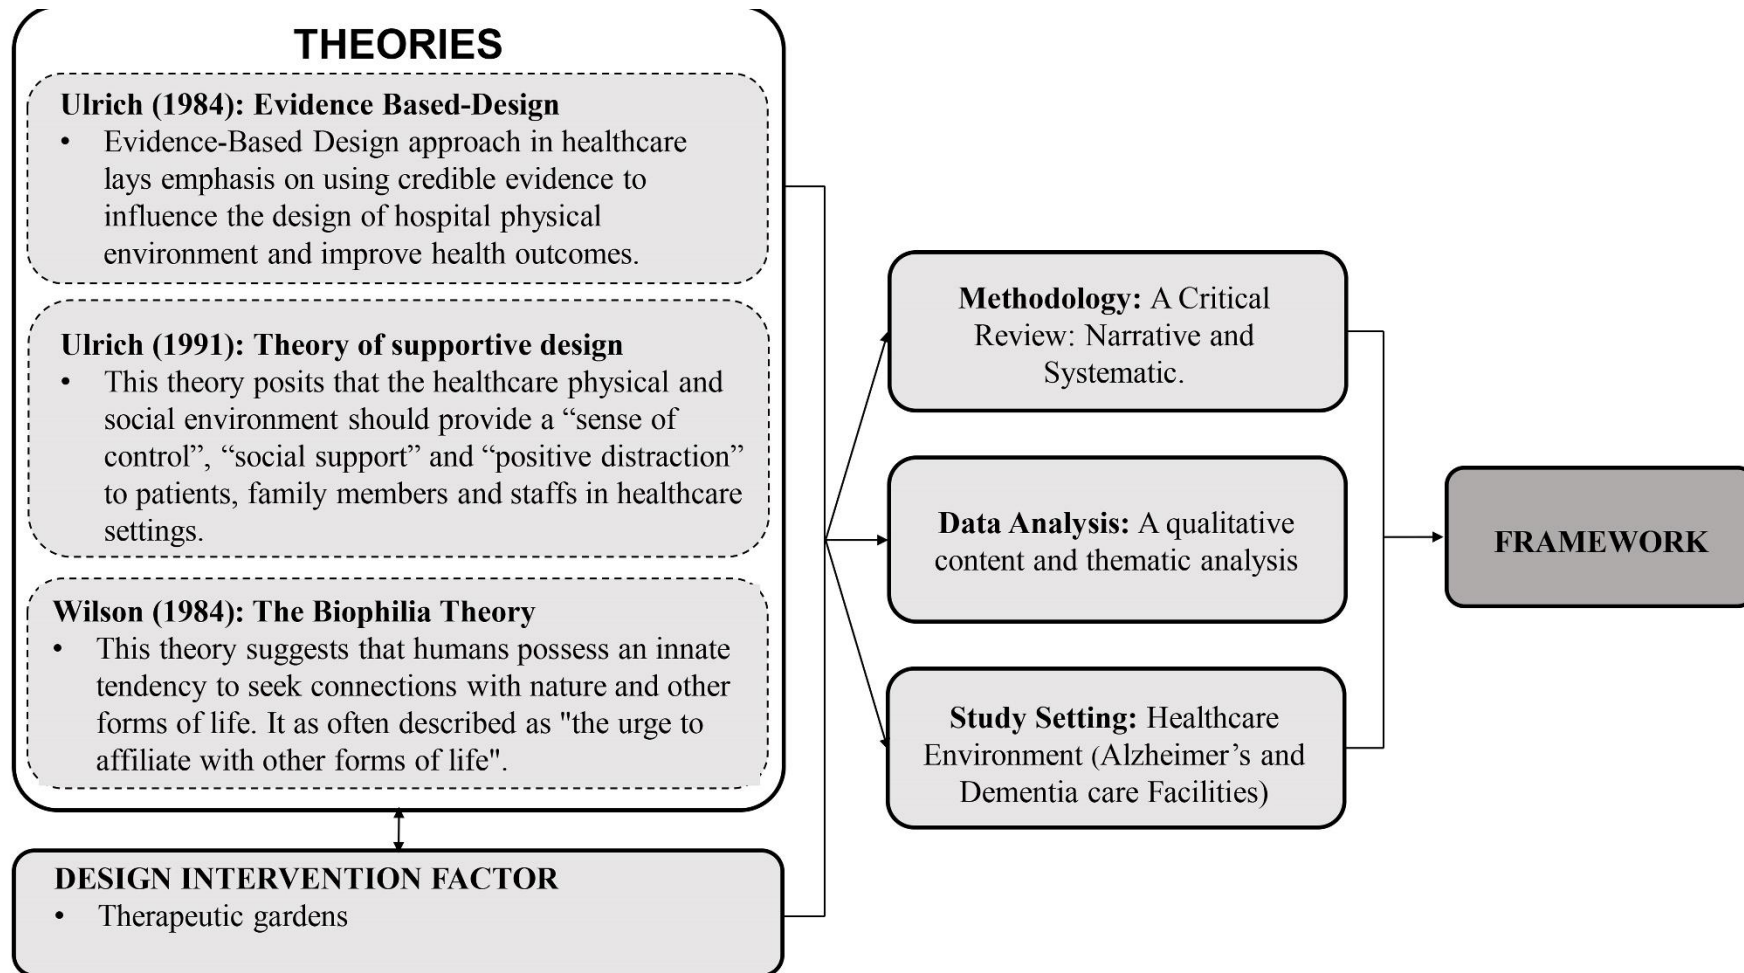 THEORIES
Ulrich (1984): Evidence Based-Design
• Evidence-Based Design approach in healthcare
lays emphasis on using credible evidence to
influence the design of hospital physical
environment and improve health outcomes.
Ulrich (1991): Theory of supportive design
• This theory posits that the healthcare physical and
social environment should provide a “sense of
control”, “social support” and “positive distraction”
to patients, family members and staffs in healthcare
settings.
Wilson (1984): The Biophilia Theory
• This theory suggests that humans possess an innate
tendency to seek connections with nature and other
forms of life. It as often described as "the urge to
affiliate with other forms of life".
DESIGN INTERVENTION FACTOR
• Therapeutic gardens
Methodology: A Critical
Review: Narrative and
Systematic.
Data Analysis: A qualitative
content and thematic analysis
Study Setting: Healthcare
Environment (Alzheimer’s and
Dementia care Facilities)
FRAMEWORK